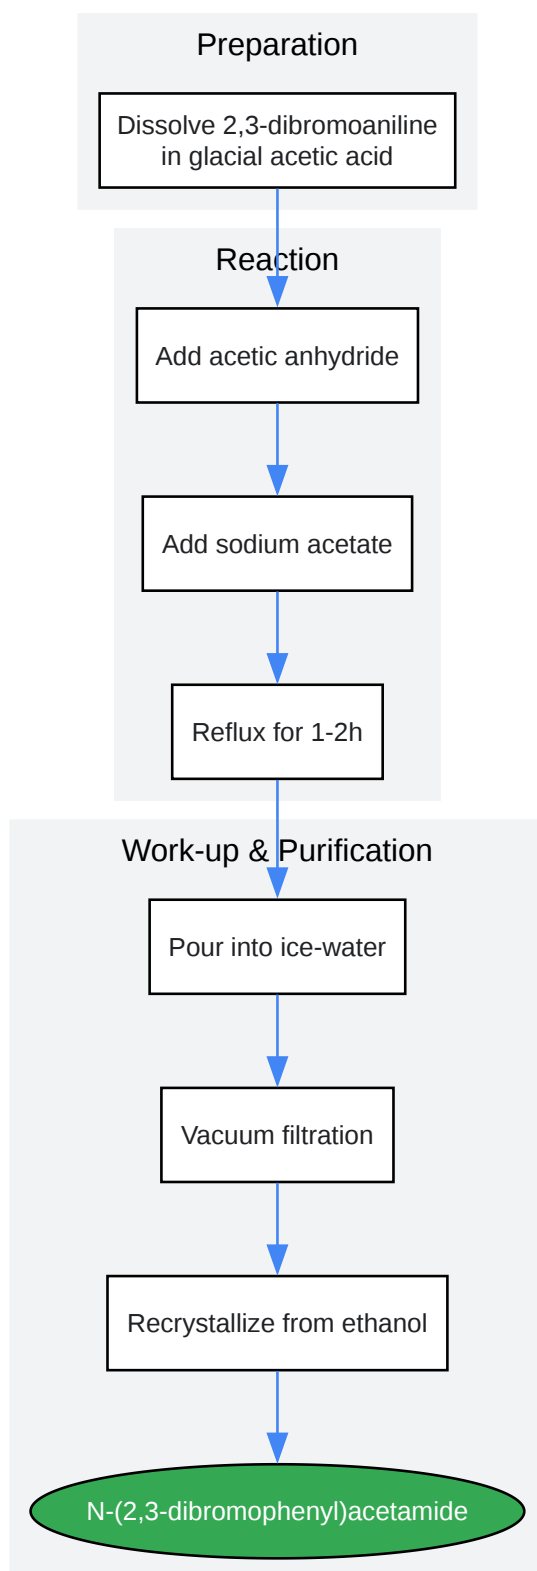 Preparation
Dissolve 2,3-dibromoaniline
in glacial acetic acid
Reaction
Add acetic anhydride
Add sodium acetate
Reflux for 1-2h
Work-up & Purification
Pour into ice-water
Vacuum filtration
Recrystallize from ethanol
N-(2,3-dibromophenyl)acetamide